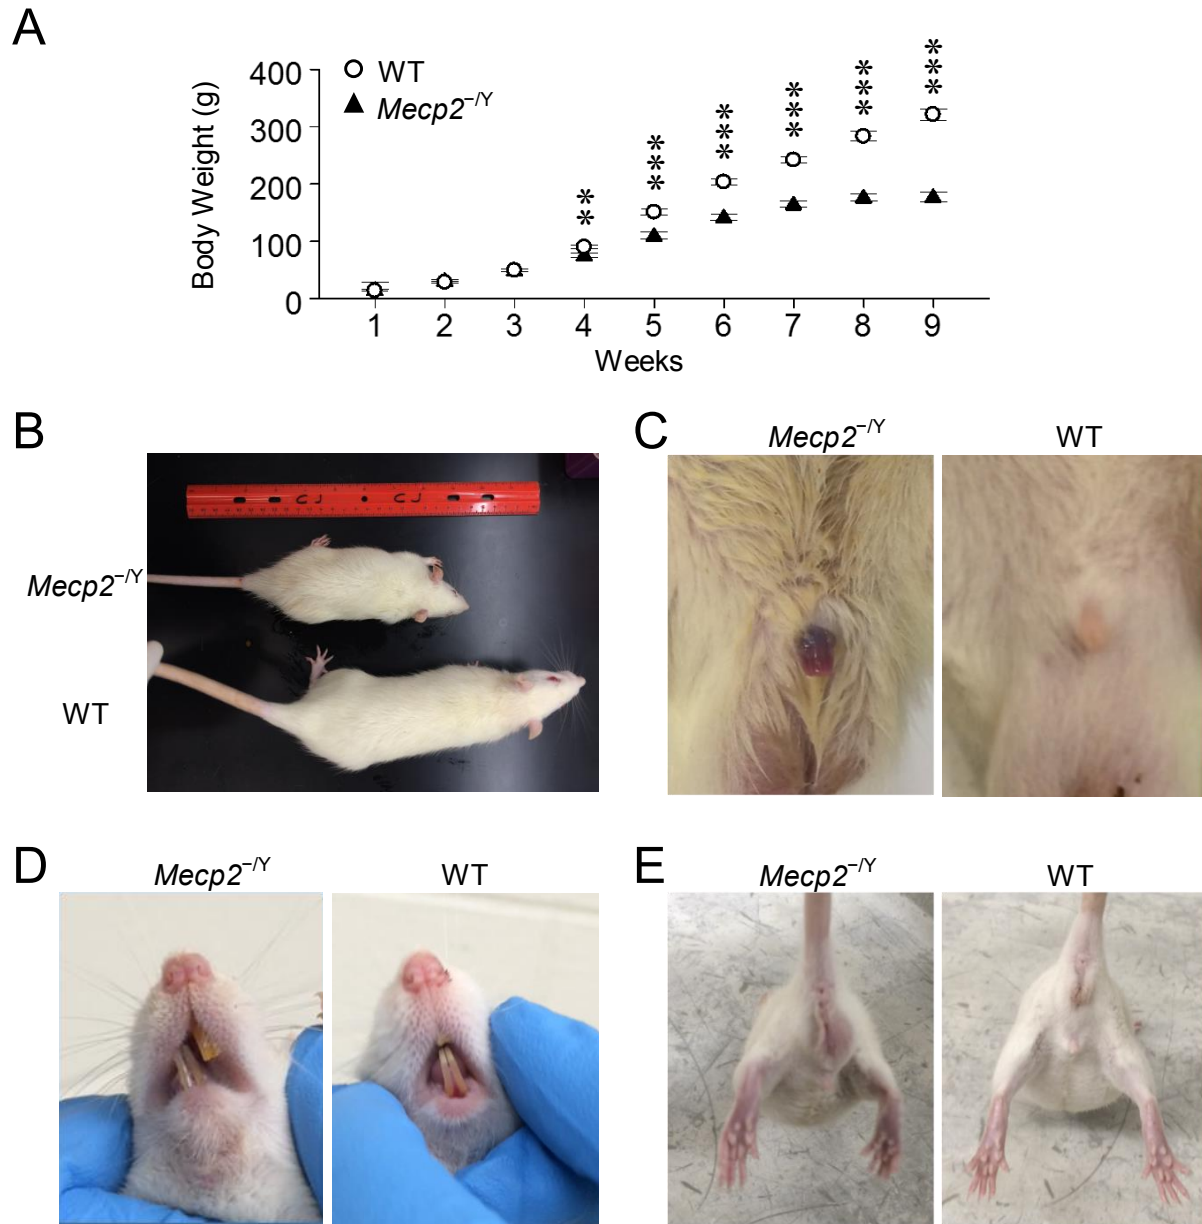 A
Body Weight (g)
400
300
200
100
0
WT
Mecp2−/Y
**
***
***
***
***
***
1 2 3 4 5 6 7 8 9
Weeks
B
Mecp2−/Y
WT
C
Mecp2−/Y WT
D
Mecp2−/Y WT
E
Mecp2−/Y WT